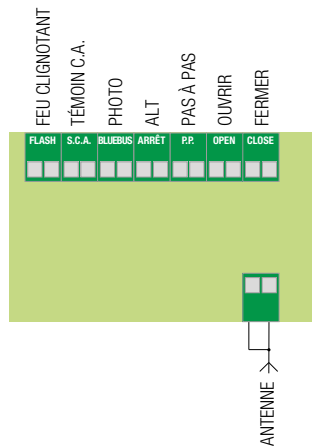 FEU CLIGNOTANT
TÉMOIN C.A.
PHOTO
ALT
PAS À PAS
OUVRIR
FERMER
FLASH
S.C.A.
BLUEBUS
ARRÊT
P.P.
OPEN
CLOSE
ANTENNE